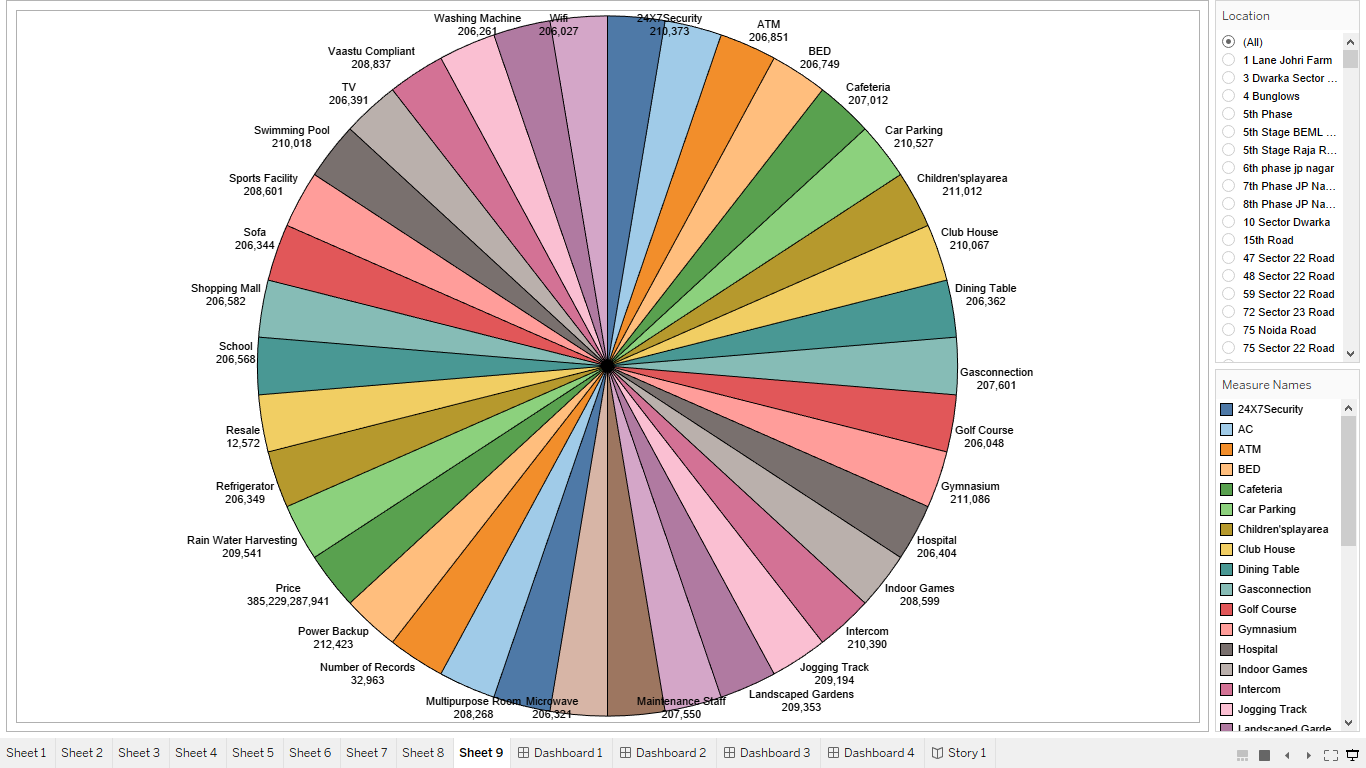 Washing Machine
206,261
Wifi
206,027
24X7Security
210,373
ATM
206,851
BED
206,749
Cafeteria
207,012
Car Parking
210,527
Children'splayarea
211,012
Club House
210,067
Dining Table
206,362
Gasconnection
207,601
Golf Course
206,048
Gymnasium
211,086
Hospital
206,404
Indoor Games
208,599
Intercom
210,390
Jogging Track
209,194
Landscaped Gardens
209,353
Maintenance Staff
207,550
Microwave
206,321
Multipurpose Room
208,268
Number of Records
32,963
Power Backup
212,423
Price
385,229,287,941
Rain Water Harvesting
209,541
Refrigerator
206,349
Resale
12,572
School
206,568
Shopping Mall
206,582
Sofa
206,344
Sports Facility
208,601
Swimming Pool
210,018
TV
206,391
Vaastu Compliant
208,837
Location
(All)
1 Lane Johri Farm
3 Dwarka Sector ...
4 Bunglows
5th Phase
5th Stage BEML ...
5th Stage Raja R...
6th phase jp nagar
7th Phase JP Na...
8th Phase JP Na...
10 Sector Dwarka
15th Road
47 Sector 22 Road
48 Sector 22 Road
59 Sector 22 Road
72 Sector 23 Road
75 Noida Road
75 Sector 22 Road
Measure Names
24X7Security
AC
ATM
BED
Cafeteria
Car Parking
Children'splayarea
Club House
Dining Table
Gasconnection
Golf Course
Gymnasium
Hospital
Indoor Games
Intercom
Jogging Track
Landscaped Garde
Sheet 1 Sheet 2 Sheet 3 Sheet 4 Sheet 5 Sheet 6 Sheet 7 Sheet 8 Sheet 9 Dashboard 1 Dashboard 2 Dashboard 3 Dashboard 4 Story 1